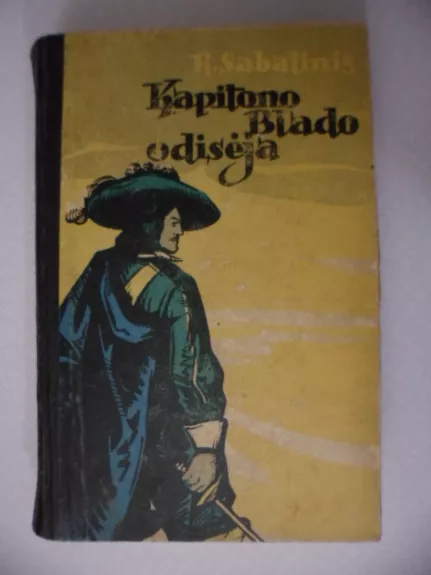 R. Sabatinis
Kapitono
Blado
odisėja